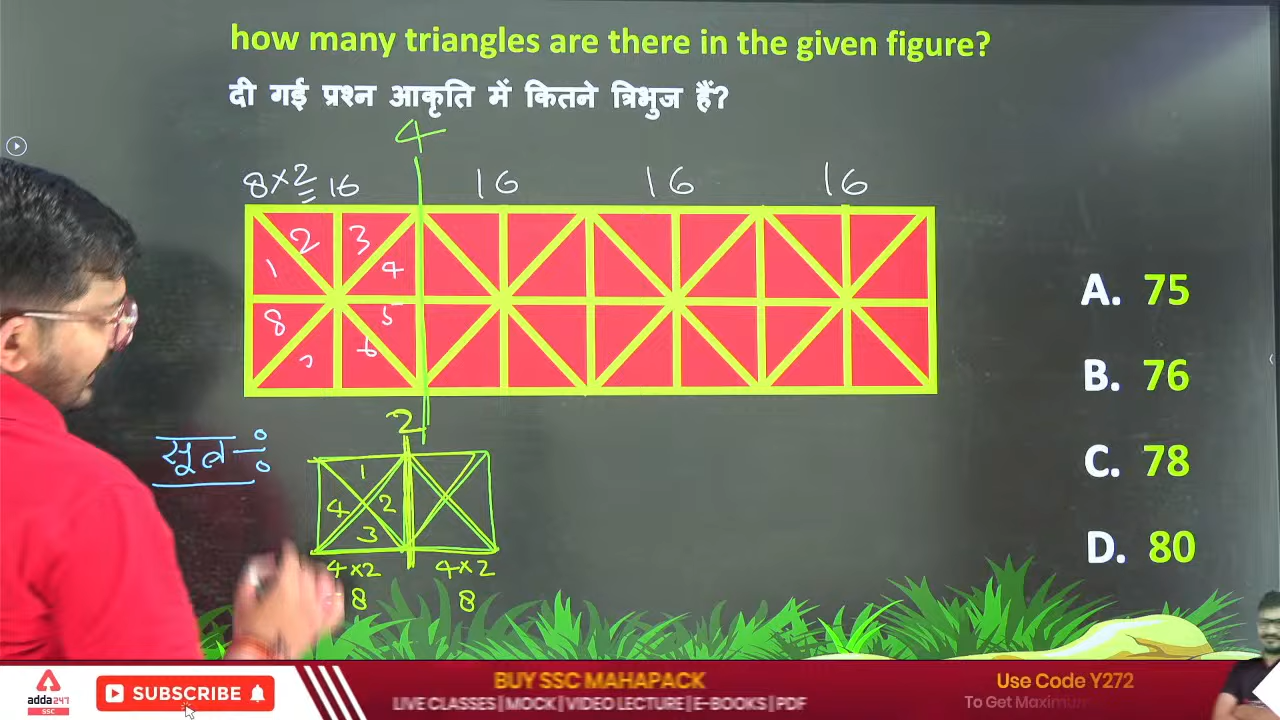 how many triangles are there in the given figure?
दी गई प्रश्न आकृति में कितने त्रिभुज हैं?
4
8×2=16 16 16 16
2 3
1 4
8 5
7 6
A. 75
B. 76
C. 78
D. 80
सूत्र :-
2
1
4 2
3
4×2 4×2
8 8
adda247
SSC
SUBSCRIBE
BUY SSC MAHAPACK
LIVE CLASSES | MOCK | VIDEO LECTURE | E-BOOKS | PDF
Use Code Y272
To Get Maximum